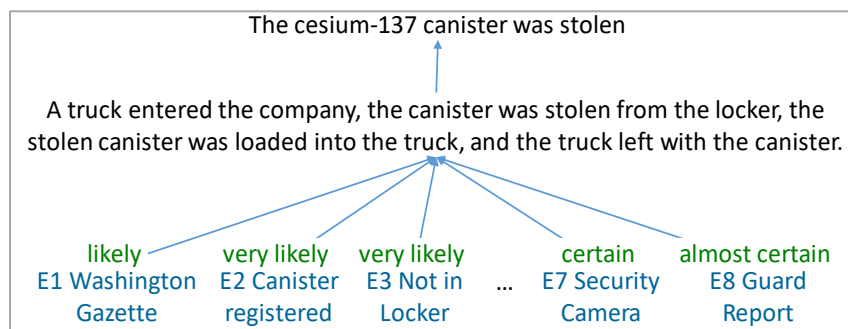 The cesium-137 canister was stolen
A truck entered the company, the canister was stolen from the locker, the
stolen canister was loaded into the truck, and the truck left with the canister.
likely very likely very likely certain almost certain
E1 Washington E2 Canister E3 Not in ... E7 Security E8 Guard
Gazette registered Locker Camera Report